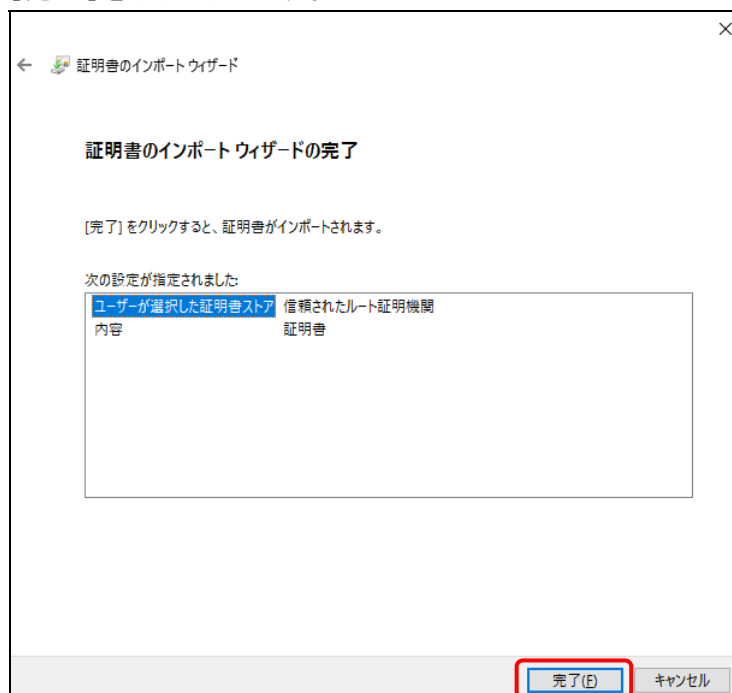 証明書のインポート ウィザード
証明書のインポート ウィザードの完了
[完了] をクリックすると、証明書がインポートされます。
次の設定が指定されました:
ユーザーが選択した証明書ストア 信頼されたルート証明機関
内容 証明書
完了(F) キャンセル